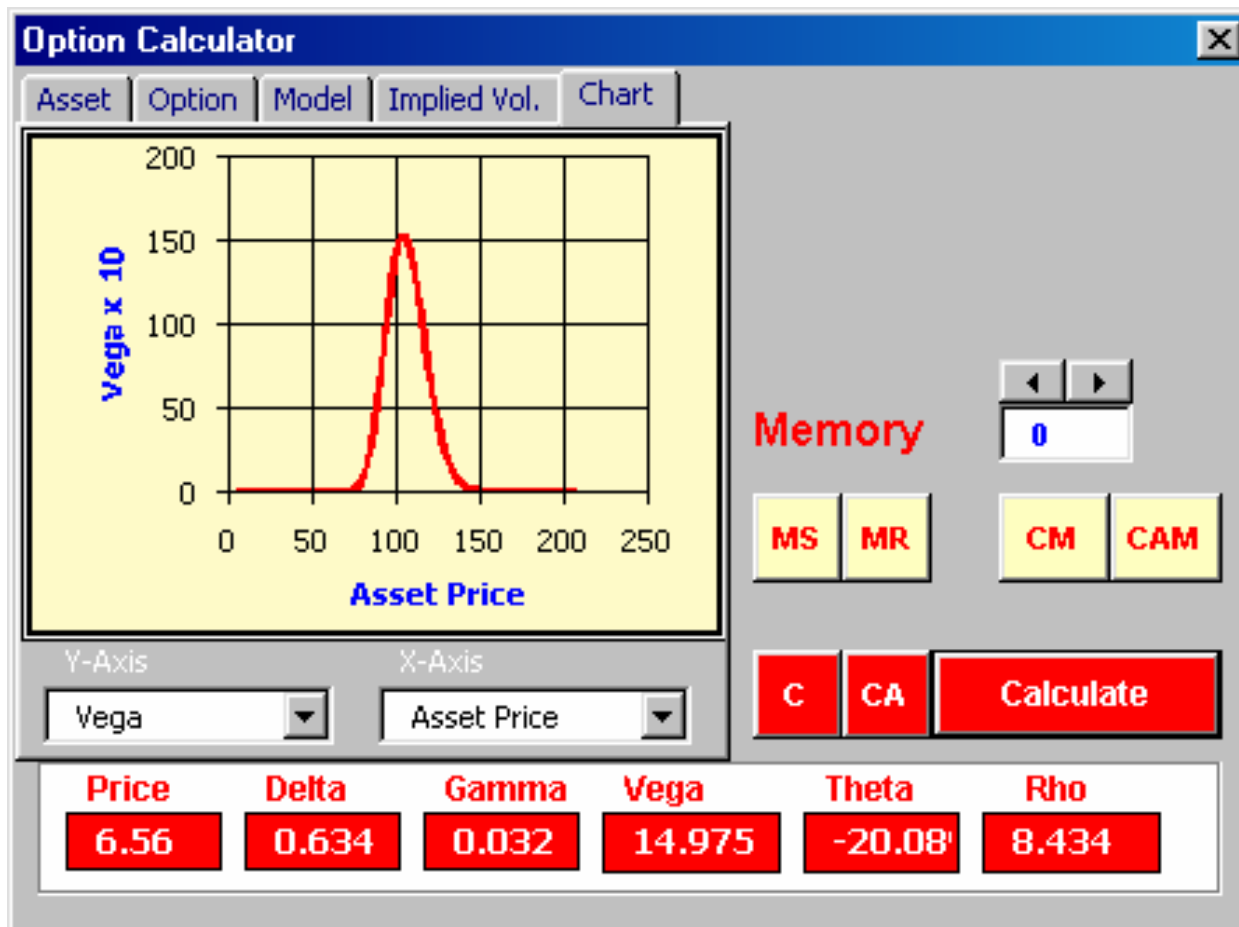 Option Calculator
Asset Option Model Implied Vol. Chart
200
150
100
50
0
Vega x 10
0 50 100 150 200 250
Asset Price
Memory
0
MS MR CM CAM
Y-Axis X-Axis
Vega Asset Price
C CA Calculate
Price Delta Gamma Vega Theta Rho
6.56 0.634 0.032 14.975 -20.08 8.434